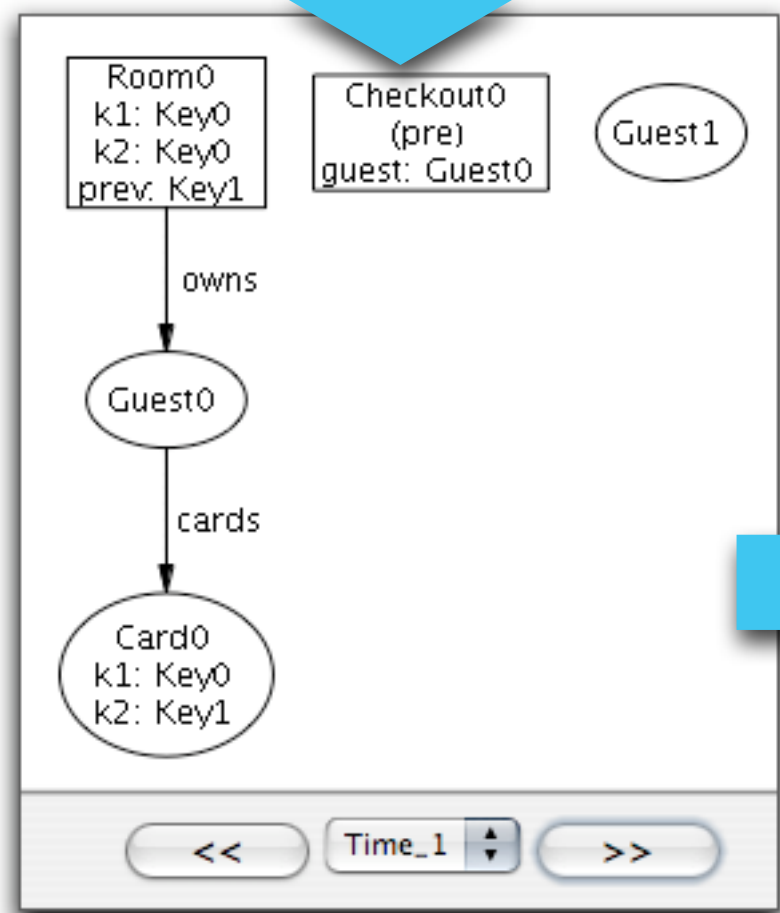 Room0
k1: Key0
k2: Key0
prev: Key1
Checkout0
(pre)
guest: Guest0
Guest1
owns
Guest0
cards
Card0
k1: Key0
k2: Key1
<<
Time_1
>>